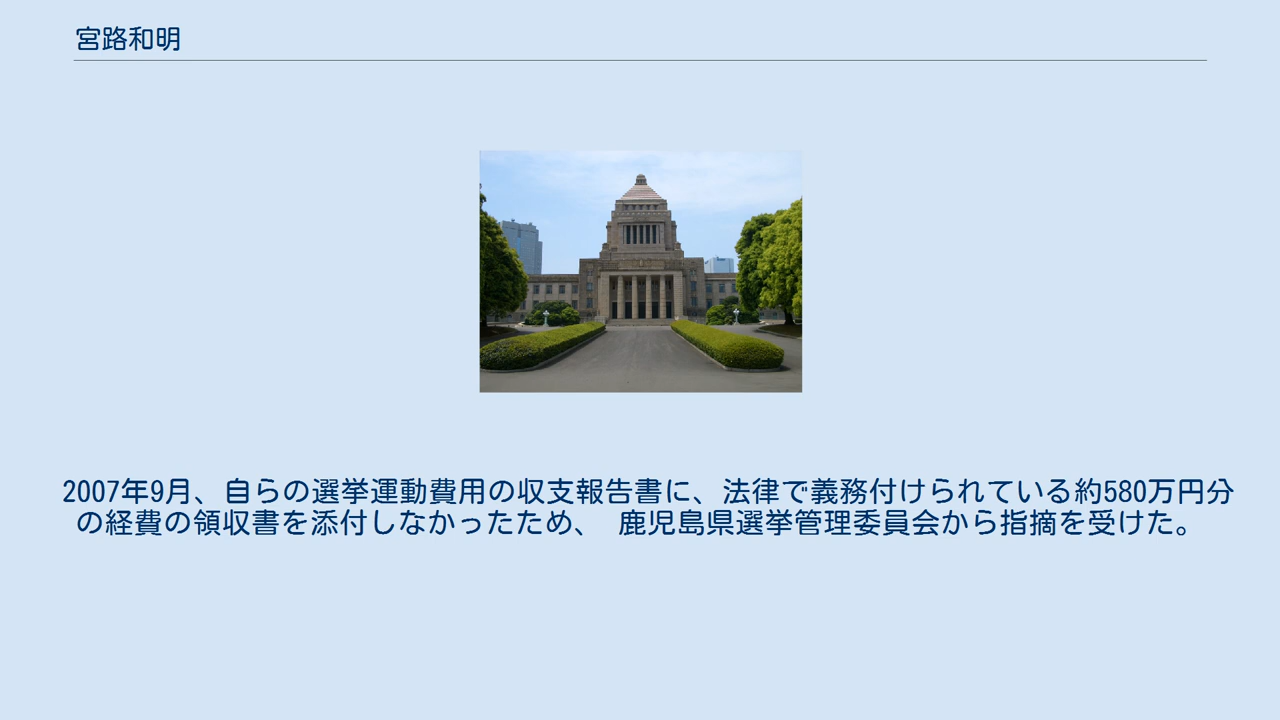 宮路和明
2007年9月、自らの選挙運動費用の収支報告書に、法律で義務付けられている約580万円分
の経費の領収書を添付しなかったため、 鹿児島県選挙管理委員会から指摘を受けた。